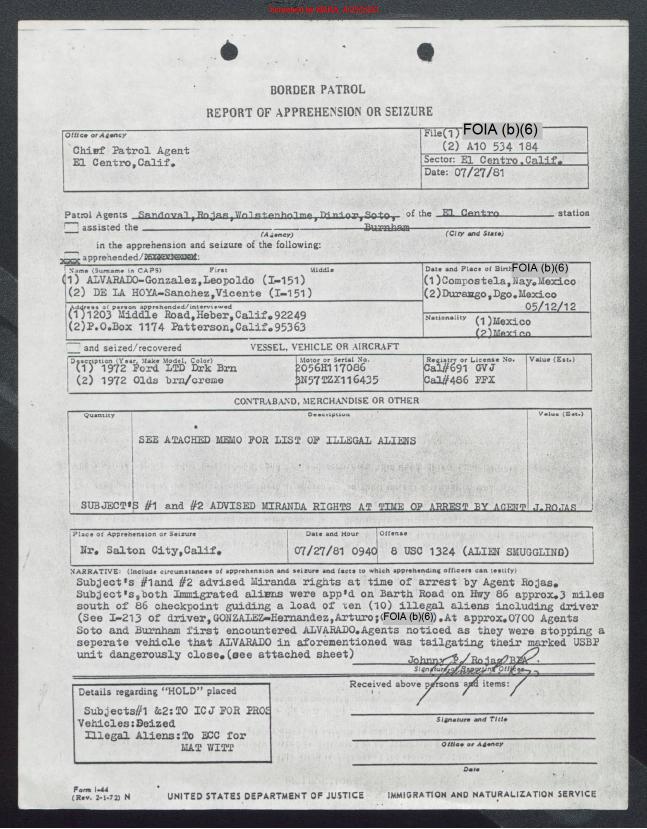 BORDER PATROL
REPORT OF APPREHENSION OR SEIZURE
Office or Agency
Chief Patrol Agent
El Centro,Calif.
File(1) FOIA (b)(6)
(2) A10 534 184
Sector: El Centro,Calif.
Date: 07/27/81
Patrol Agents Sandoval,Rojas,Wolstenholme,Dinior,Soto, of the El Centro station
assisted the Burnham
(Agency) (City and State)
in the apprehension and seizure of the following:
xxx apprehended/
Name (Surname in CAPS) First Middle
(1) ALVARADO-Gonzalez,Leopoldo (I-151)
(2) DE LA HOYA-Sanchez,Vicente (I-151)
Date and Place of Birth FOIA (b)(6)
(1)Compostela,Nay.Mexico
(2)Durango,Dgo.Mexico
05/12/12
Address of person apprehended/interviewed
(1)1203 Middle Road,Heber,Calif.92249
(2)P.O.Box 1174 Patterson,Calif.95363
Nationality (1)Mexico
(2)Mexico
and seized/recovered VESSEL, VEHICLE OR AIRCRAFT
Description (Year, Make Model, Color) Motor or Serial No. Registry or License No. Value (Est.)
(1) 1972 Ford LTD Drk Brn 2056H117086 Cal#691 GVJ
(2) 1972 Olds brn/creme 3N57TZX116435 Cal#486 PFX
CONTRABAND, MERCHANDISE OR OTHER
Quantity Description Value (Est.)
SEE ATACHED MEMO FOR LIST OF ILLEGAL ALIENS
SUBJECT'S #1 and #2 ADVISED MIRANDA RIGHTS AT TIME OF ARREST BY AGENT J.ROJAS
Place of Apprehension or Seizure Date and Hour Offense
Nr. Salton City,Calif. 07/27/81 0940 8 USC 1324 (ALIEN SMUGGLING)
NARRATIVE: (Include circumstances of apprehension and seizure and facts to which apprehending officers can testify)
Subject's #1and #2 advised Miranda rights at time of arrest by Agent Rojas.
Subject's,both Immigrated aliens were app'd on Barth Road on Hwy 86 approx.3 miles
south of 86 checkpoint guiding a load of ten (10) illegal aliens including driver
(See I-213 of driver,GONZALEZ-Hernandez,Arturo;(FOIA (b)(6)).At approx.0700 Agents
Soto and Burnham first encountered ALVARADO.Agents noticed as they were stopping a
seperate vehicle that ALVARADO in aforementioned was tailgating their marked USBP
unit dangerously close.(see attached sheet)
Johnny P. Rojas/BPA
Signature of Reporting Officer
Details regarding "HOLD" placed
Subjects#1 &2:TO ICJ FOR PROS
Vehicles:Seized
Illegal Aliens:To ECC for
MAT WITT
Received above persons and items:
Signature and Title
Office or Agency
Date
Form I-44
(Rev. 2-1-72) N
UNITED STATES DEPARTMENT OF JUSTICE IMMIGRATION AND NATURALIZATION SERVICE